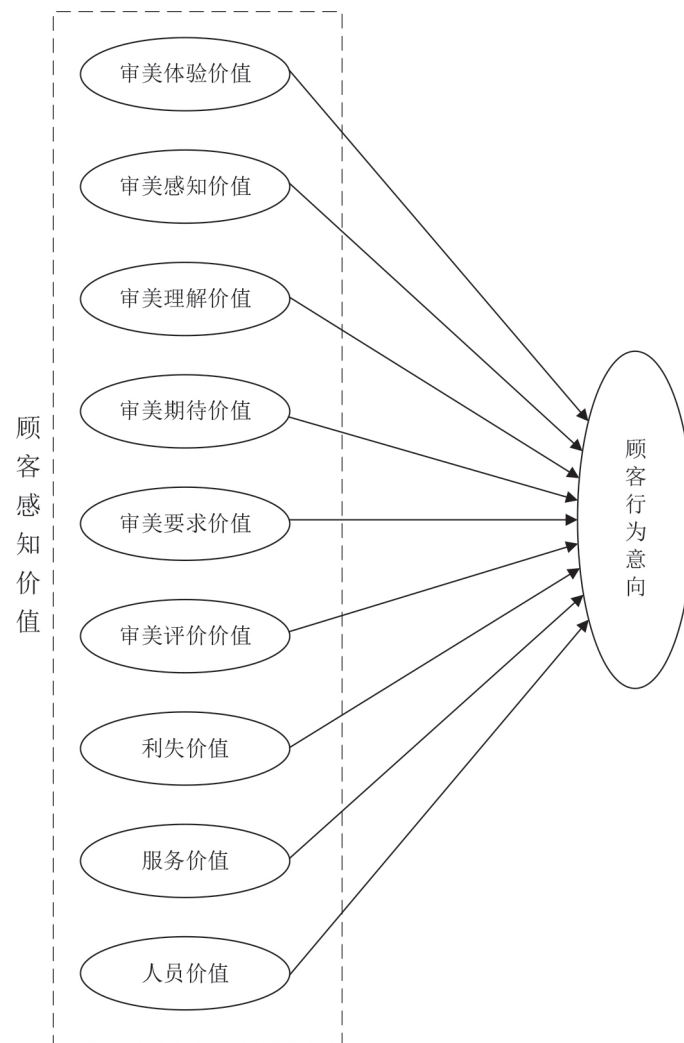 审美体验价值
审美感知价值
审美理解价值
审美期待价值
审美要求价值
审美评价价值
利失价值
服务价值
人员价值
顾客感知价值
顾客行为意向